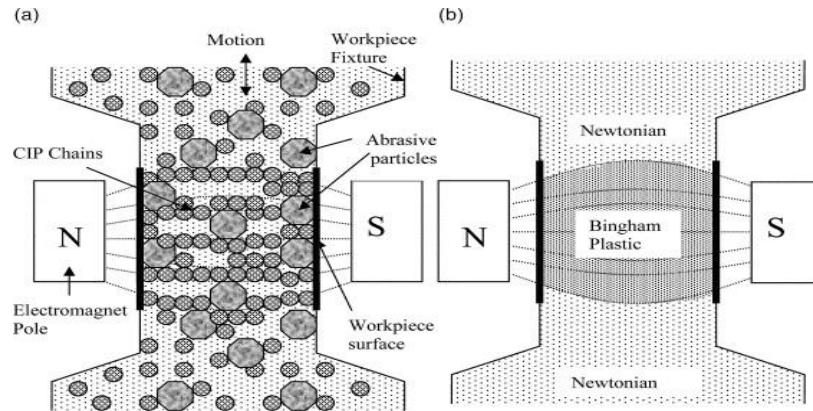 (a)
Motion
Workpiece
Fixture
CIP Chains
Abrasive
particles
N
S
Electromagnet
Pole
Workpiece
surface
(b)
Newtonian
N
Bingham
Plastic
S
Newtonian